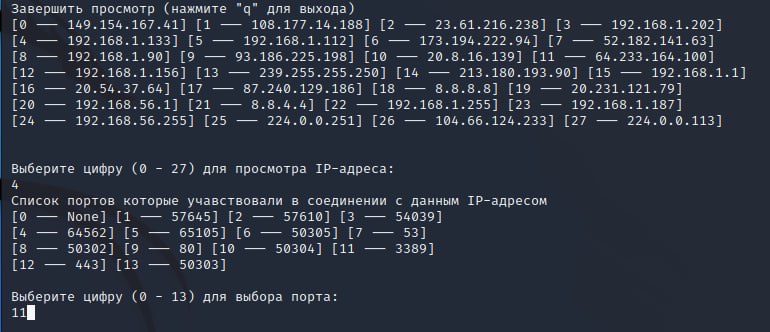 Завершить просмотр (нажмите "q" для выхода)
[0 —— 149.154.167.41] [1 —— 108.177.14.188] [2 —— 23.61.216.238] [3 —— 192.168.1.202]
[4 —— 192.168.1.133] [5 —— 192.168.1.112] [6 —— 173.194.222.94] [7 —— 52.182.141.63]
[8 —— 192.168.1.90] [9 —— 93.186.225.198] [10 —— 20.8.16.139] [11 —— 64.233.164.100]
[12 —— 192.168.1.156] [13 —— 239.255.255.250] [14 —— 213.180.193.90] [15 —— 192.168.1.1]
[16 —— 20.54.37.64] [17 —— 87.240.129.186] [18 —— 8.8.8.8] [19 —— 20.231.121.79]
[20 —— 192.168.56.1] [21 —— 8.8.4.4] [22 —— 192.168.1.255] [23 —— 192.168.1.187]
[24 —— 192.168.56.255] [25 —— 224.0.0.251] [26 —— 104.66.124.233] [27 —— 224.0.0.113]
Выберите цифру (0 - 27) для просмотра IP-адреса:
4
Список портов которые учавствовали в соединении с данным IP-адресом
[0 —— None] [1 —— 57645] [2 —— 57610] [3 —— 54039]
[4 —— 64562] [5 —— 65105] [6 —— 50305] [7 —— 53]
[8 —— 50302] [9 —— 80] [10 —— 50304] [11 —— 3389]
[12 —— 443] [13 —— 50303]
Выберите цифру (0 - 13) для выбора порта:
11